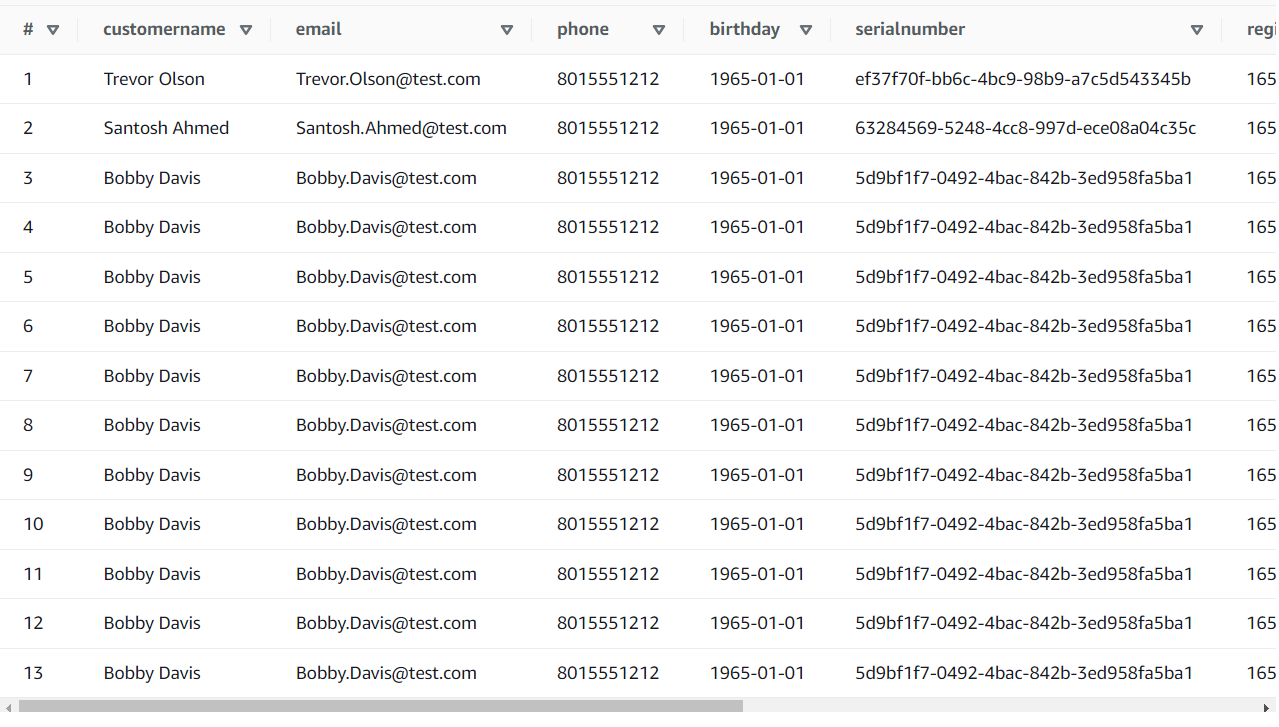 # customername email phone birthday serialnumber regi
1 Trevor Olson Trevor.Olson@test.com 8015551212 1965-01-01 ef37f70f-bb6c-4bc9-98b9-a7c5d543345b 165
2 Santosh Ahmed Santosh.Ahmed@test.com 8015551212 1965-01-01 63284569-5248-4cc8-997d-ece08a04c35c 165
3 Bobby Davis Bobby.Davis@test.com 8015551212 1965-01-01 5d9bf1f7-0492-4bac-842b-3ed958fa5ba1 165
4 Bobby Davis Bobby.Davis@test.com 8015551212 1965-01-01 5d9bf1f7-0492-4bac-842b-3ed958fa5ba1 165
5 Bobby Davis Bobby.Davis@test.com 8015551212 1965-01-01 5d9bf1f7-0492-4bac-842b-3ed958fa5ba1 165
6 Bobby Davis Bobby.Davis@test.com 8015551212 1965-01-01 5d9bf1f7-0492-4bac-842b-3ed958fa5ba1 165
7 Bobby Davis Bobby.Davis@test.com 8015551212 1965-01-01 5d9bf1f7-0492-4bac-842b-3ed958fa5ba1 165
8 Bobby Davis Bobby.Davis@test.com 8015551212 1965-01-01 5d9bf1f7-0492-4bac-842b-3ed958fa5ba1 165
9 Bobby Davis Bobby.Davis@test.com 8015551212 1965-01-01 5d9bf1f7-0492-4bac-842b-3ed958fa5ba1 165
10 Bobby Davis Bobby.Davis@test.com 8015551212 1965-01-01 5d9bf1f7-0492-4bac-842b-3ed958fa5ba1 165
11 Bobby Davis Bobby.Davis@test.com 8015551212 1965-01-01 5d9bf1f7-0492-4bac-842b-3ed958fa5ba1 165
12 Bobby Davis Bobby.Davis@test.com 8015551212 1965-01-01 5d9bf1f7-0492-4bac-842b-3ed958fa5ba1 165
13 Bobby Davis Bobby.Davis@test.com 8015551212 1965-01-01 5d9bf1f7-0492-4bac-842b-3ed958fa5ba1 165